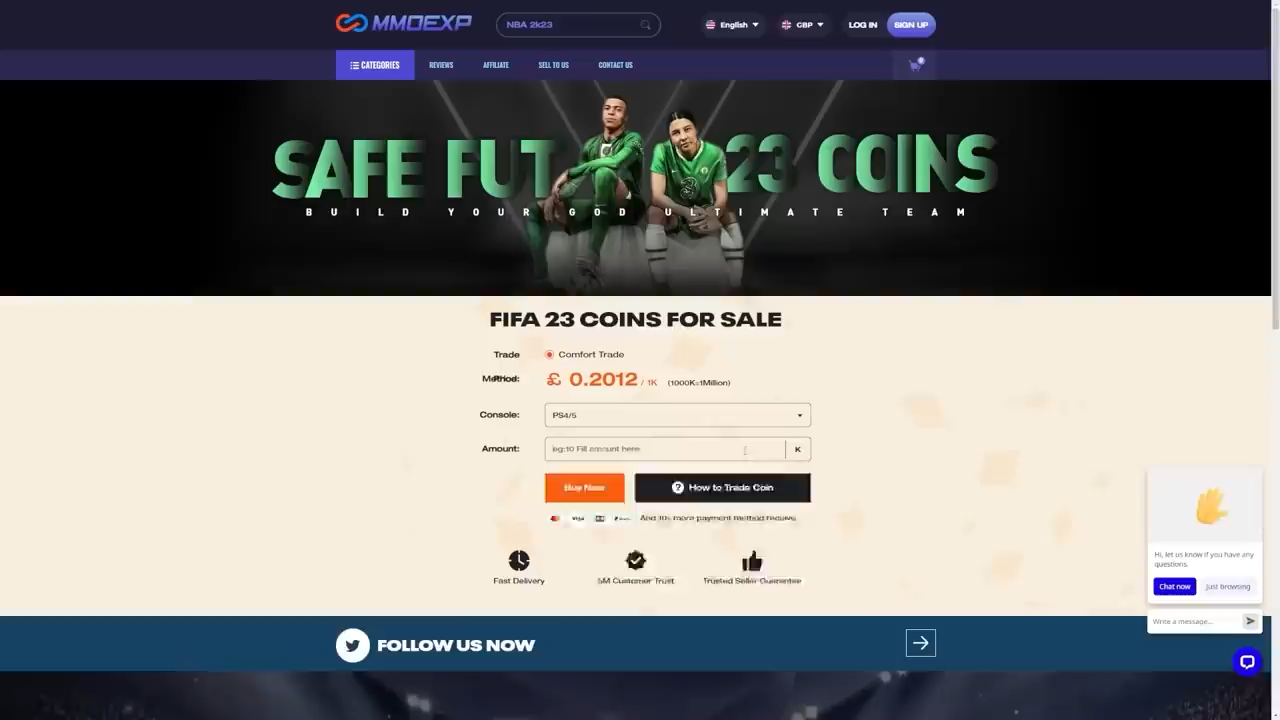 MMOEXP
NBA 2k23
English
GBP
LOG IN
SIGN UP
CATEGORIES
REVIEWS
AFFILIATE
SELL TO US
CONTACT US
SAFE FUT 23 COINS
BUILD YOUR GOD ULTIMATE TEAM
FIFA 23 COINS FOR SALE
Trade
Comfort Trade
£ 0.2012 / 1K (1000K=1Million)
Console:
PS4/5
Amount:
eg:10 Fill amount here
K
Buy Now
? How to Trade Coin
VISA
And 10+ more payment method receive
Fast Delivery
5M Customer Trust
Trusted Seller Guarantee
Hi, let us know if you have any
questions.
Chat now
Just browsing
Write a message...
FOLLOW US NOW